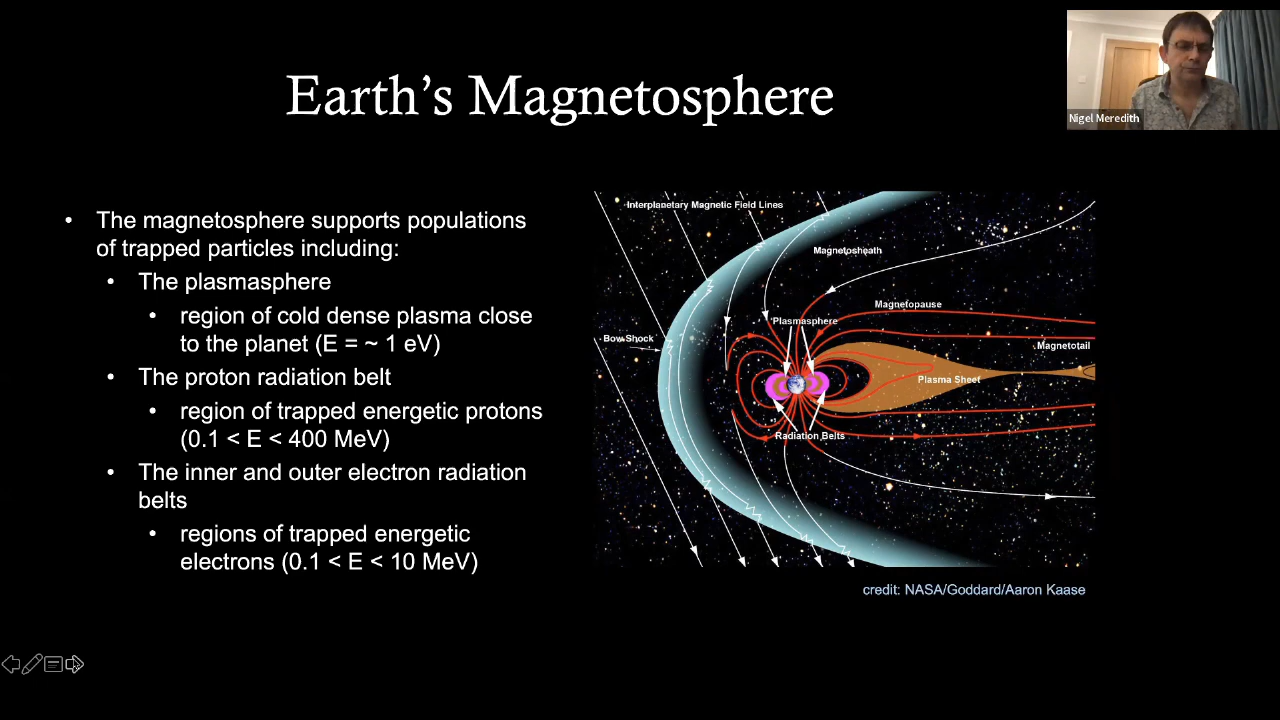 Earth’s Magnetosphere
Nigel Meredith
• The magnetosphere supports populations
of trapped particles including:
• The plasmasphere
• region of cold dense plasma close
to the planet (E = ~ 1 eV)
• The proton radiation belt
• region of trapped energetic protons
(0.1 < E < 400 MeV)
• The inner and outer electron radiation
belts
• regions of trapped energetic
electrons (0.1 < E < 10 MeV)
Interplanetary Magnetic Field Lines
Magnetosheath
Magnetopause
Plasmasphere
Bow Shock
Magnetotail
Plasma Sheet
Radiation Belts
credit: NASA/Goddard/Aaron Kaase